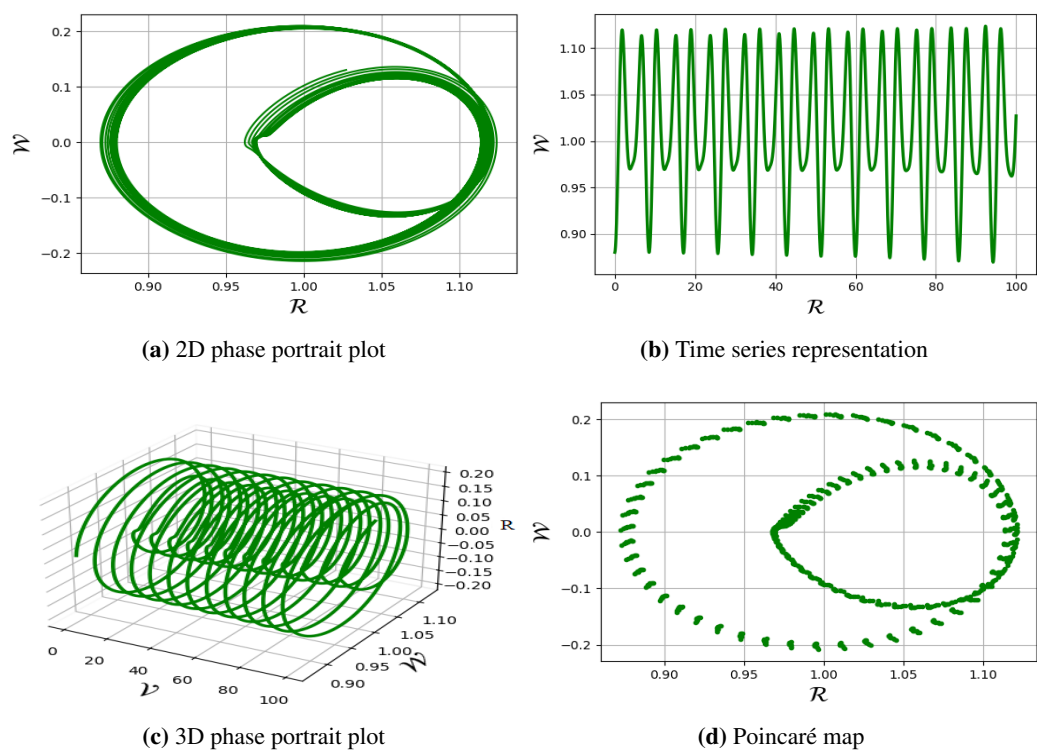 0.2
0.1
0.0
−0.1
−0.2
𝒲
0.90 0.95 1.00 1.05 1.10
ℛ
(a) 2D phase portrait plot
1.10
1.05
1.00
0.95
0.90
𝒲
0 20 40 60 80 100
ℛ
(b) Time series representation
0.20
0.15
0.10
0.05
0.00
−0.05
−0.10
−0.15
−0.20
R
1.10
1.05
1.00
0.95
0.90
𝒲
0 20 40 60 80 100
𝒱
(c) 3D phase portrait plot
0.2
0.1
0.0
−0.1
−0.2
𝒲
0.90 0.95 1.00 1.05 1.10
ℛ
(d) Poincaré map